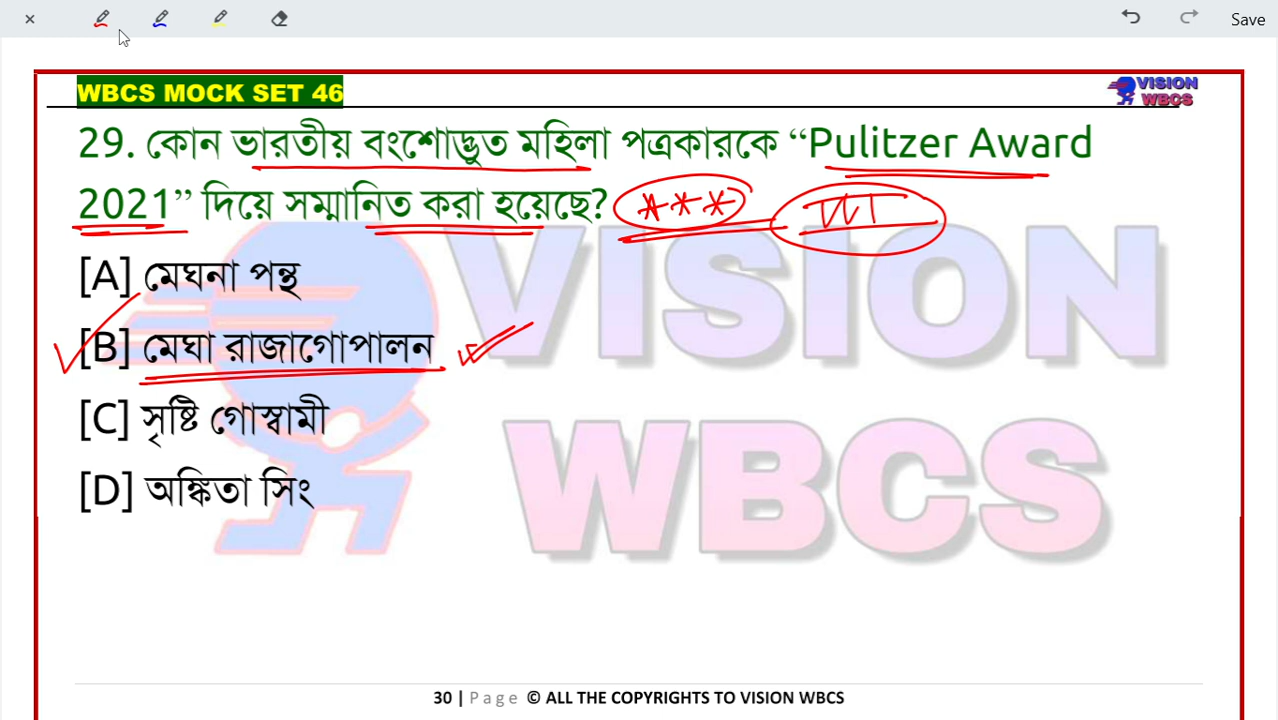 Save
WBCS MOCK SET 46
VISION
WBCS
29. কোন ভারতীয় বংশোদ্ভুত মহিলা পত্রকারকে “Pulitzer Award
2021” দিয়ে সম্মানিত করা হয়েছে? ***
[A] মেঘনা পন্থ
[B] মেঘা রাজাগোপালন
[C] সৃষ্টি গোস্বামী
[D] অঙ্কিতা সিং
VISION
WBCS
30 | Page © ALL THE COPYRIGHTS TO VISION WBCS